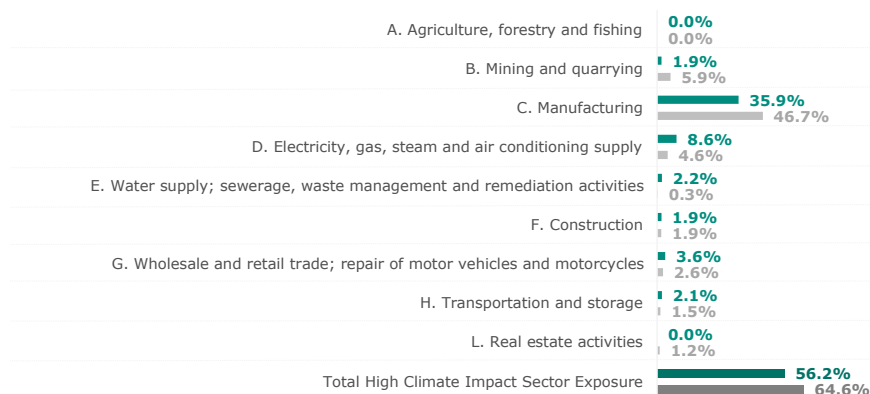 A. Agriculture, forestry and fishing 0.0%
0.0%
B. Mining and quarrying 1.9%
5.9%
C. Manufacturing 35.9%
46.7%
D. Electricity, gas, steam and air conditioning supply 8.6%
4.6%
E. Water supply; sewerage, waste management and remediation activities 2.2%
0.3%
F. Construction 1.9%
1.9%
G. Wholesale and retail trade; repair of motor vehicles and motorcycles 3.6%
2.6%
H. Transportation and storage 2.1%
1.5%
L. Real estate activities 0.0%
1.2%
Total High Climate Impact Sector Exposure 56.2%
64.6%